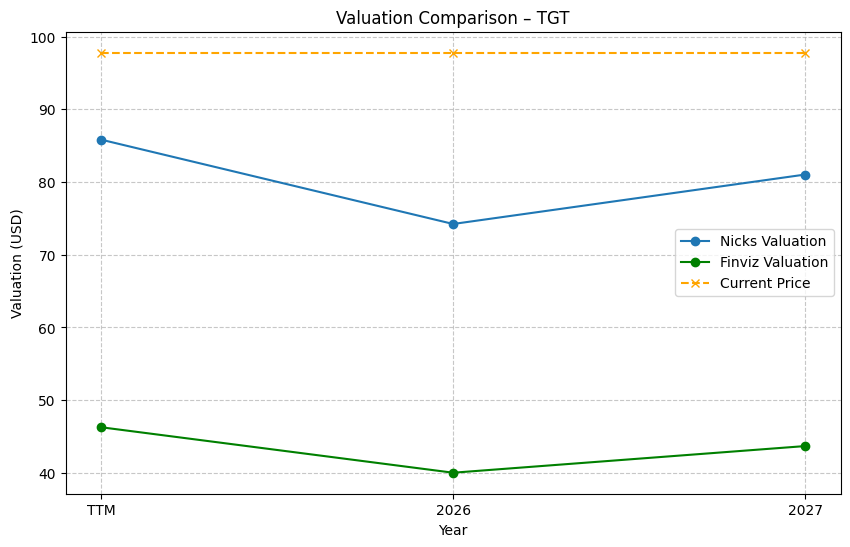 Valuation Comparison – TGT
Valuation (USD)
100
90
80
70
60
50
40
Nicks Valuation
Finviz Valuation
Current Price
TTM
2026
2027
Year